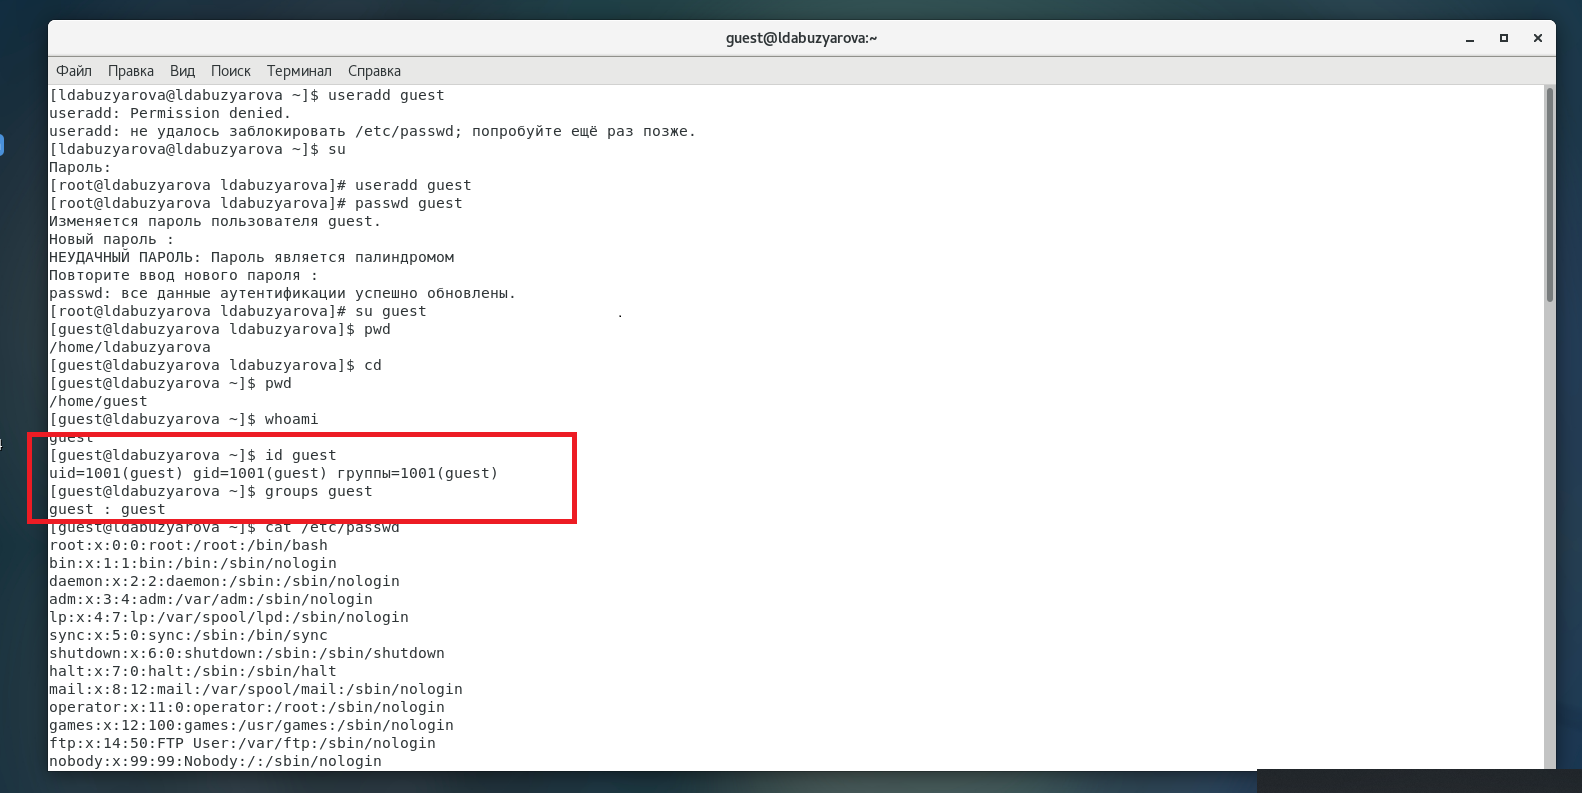 guest@ldabuzyarova:~
Файл Правка Вид Поиск Терминал Справка
[ldabuzyarova@ldabuzyarova ~]$ useradd guest
useradd: Permission denied.
useradd: не удалось заблокировать /etc/passwd; попробуйте ещё раз позже.
[ldabuzyarova@ldabuzyarova ~]$ su
Пароль:
[root@ldabuzyarova ldabuzyarova]# useradd guest
[root@ldabuzyarova ldabuzyarova]# passwd guest
Изменяется пароль пользователя guest.
Новый пароль :
НЕУДАЧНЫЙ ПАРОЛЬ: Пароль является палиндромом
Повторите ввод нового пароля :
passwd: все данные аутентификации успешно обновлены.
[root@ldabuzyarova ldabuzyarova]# su guest
[guest@ldabuzyarova ldabuzyarova]$ pwd
/home/ldabuzyarova
[guest@ldabuzyarova ldabuzyarova]$ cd
[guest@ldabuzyarova ~]$ pwd
/home/guest
[guest@ldabuzyarova ~]$ whoami
guest
[guest@ldabuzyarova ~]$ id guest
uid=1001(guest) gid=1001(guest) группы=1001(guest)
[guest@ldabuzyarova ~]$ groups guest
guest : guest
[guest@ldabuzyarova ~]$ cat /etc/passwd
root:x:0:0:root:/root:/bin/bash
bin:x:1:1:bin:/bin:/sbin/nologin
daemon:x:2:2:daemon:/sbin:/sbin/nologin
adm:x:3:4:adm:/var/adm:/sbin/nologin
lp:x:4:7:lp:/var/spool/lpd:/sbin/nologin
sync:x:5:0:sync:/sbin:/bin/sync
shutdown:x:6:0:shutdown:/sbin:/sbin/shutdown
halt:x:7:0:halt:/sbin:/sbin/halt
mail:x:8:12:mail:/var/spool/mail:/sbin/nologin
operator:x:11:0:operator:/root:/sbin/nologin
games:x:12:100:games:/usr/games:/sbin/nologin
ftp:x:14:50:FTP User:/var/ftp:/sbin/nologin
nobody:x:99:99:Nobody:/:/sbin/nologin